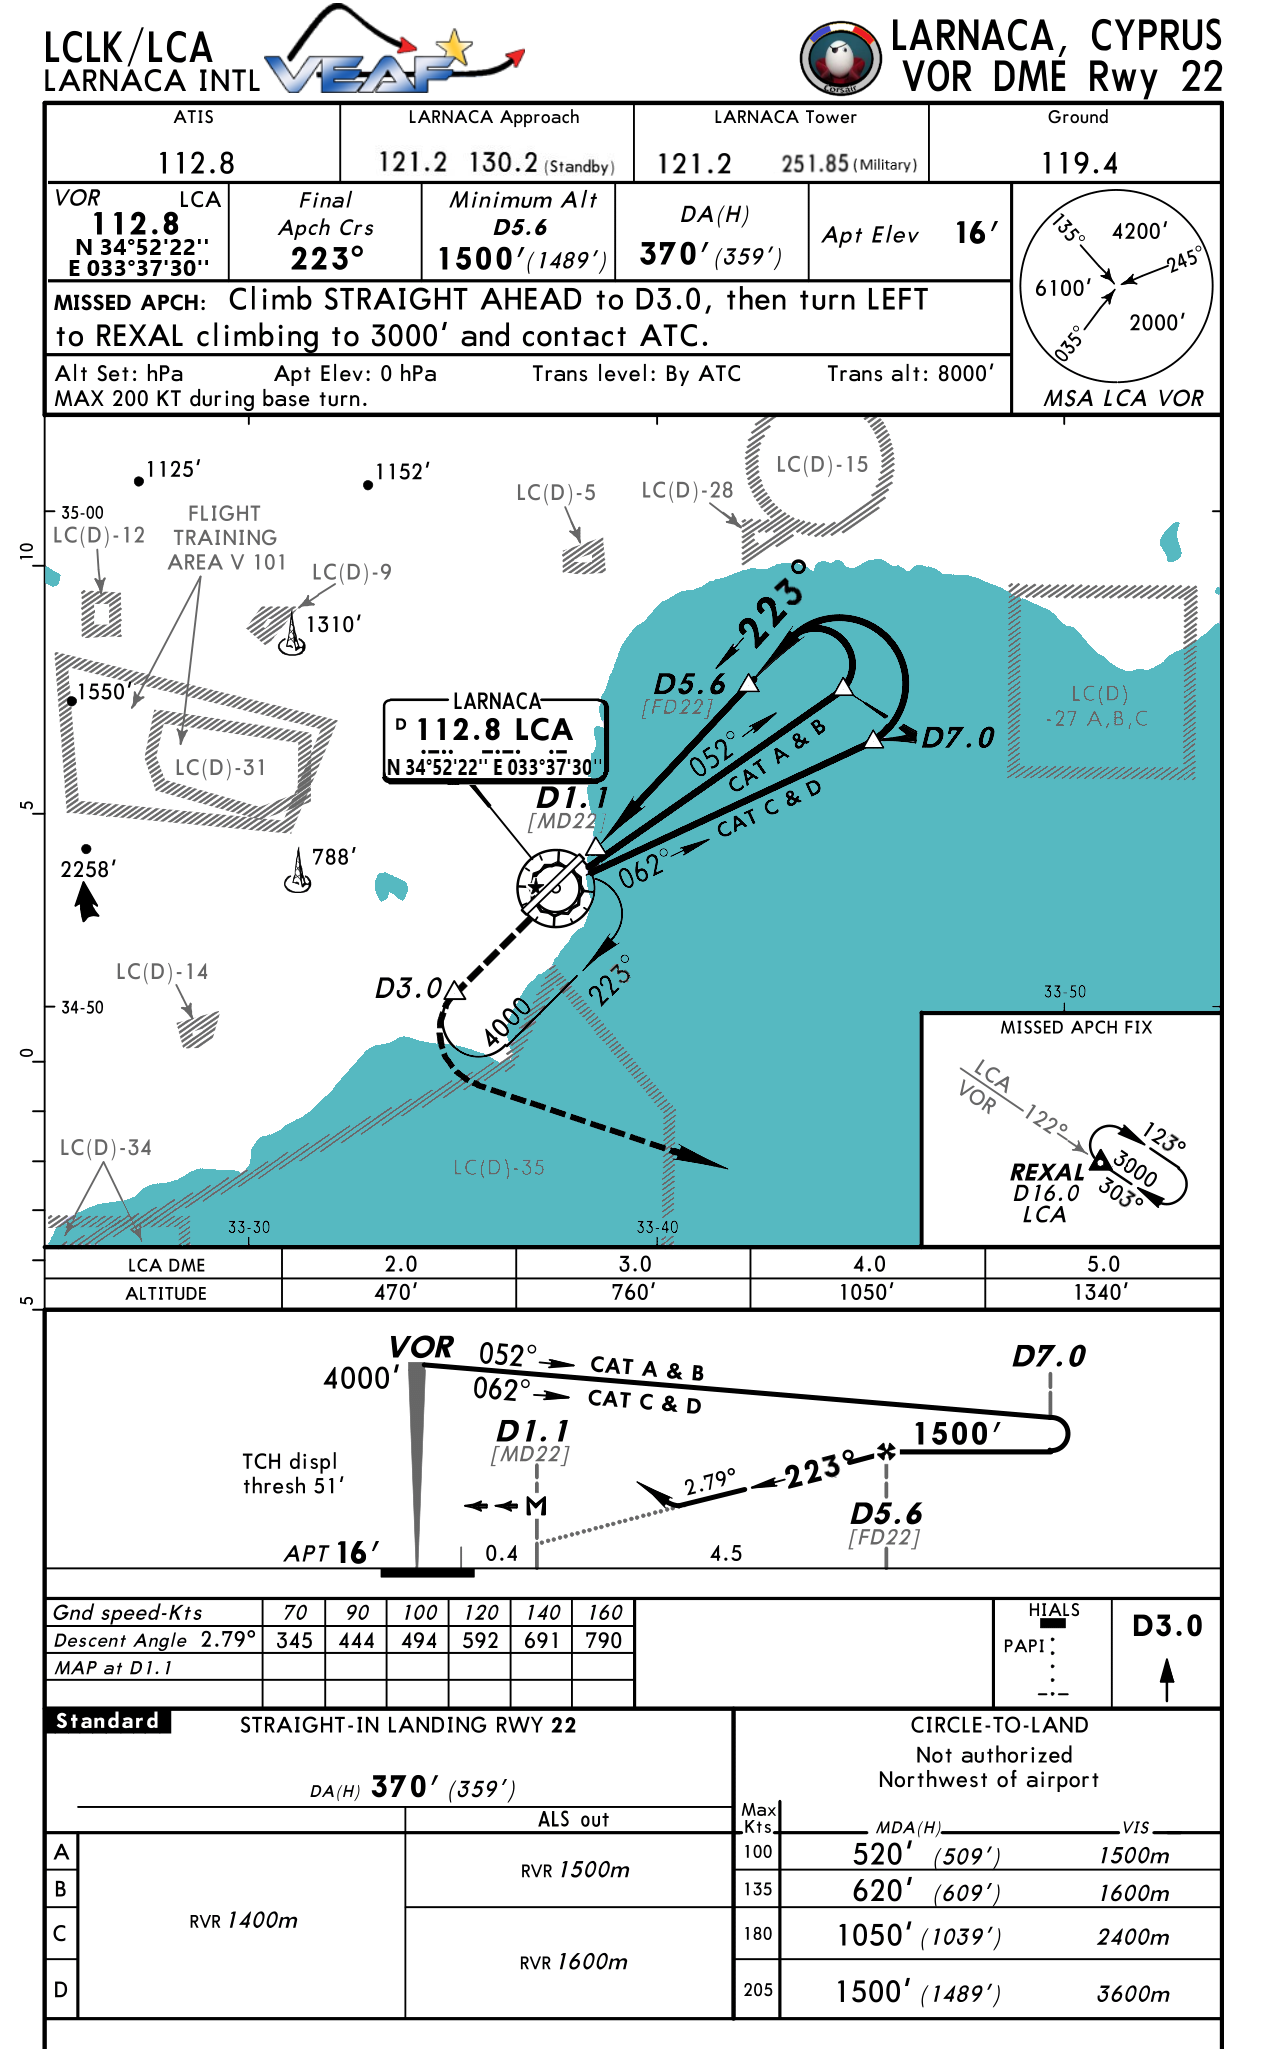 LCLK/LCA
LARNACA INTL
VEAF
Corsair
LARNACA, CYPRUS
VOR DME Rwy 22
ATIS
112.8
LARNACA Approach
121.2 130.2 (Standby)
LARNACA Tower
121.2 251.85 (Military)
Ground
119.4
VOR LCA
112.8
N 34°52'22''
E 033°37'30''
Final
Apch Crs
223°
Minimum Alt
D5.6
1500' (1489')
DA(H)
370' (359')
Apt Elev 16'
MISSED APCH: Climb STRAIGHT AHEAD to D3.0, then turn LEFT
to REXAL climbing to 3000' and contact ATC.
Alt Set: hPa Apt Elev: 0 hPa Trans level: By ATC Trans alt: 8000'
MAX 200 KT during base turn.
135°
4200'
245°
6100'
2000'
035°
MSA LCA VOR
1125'
1152'
LC(D)-15
LC(D)-5
LC(D)-28
35-00
LC(D)-12
FLIGHT
TRAINING
AREA V 101
10
LC(D)-9
1310'
223°
D5.6
[FD22]
1550'
LC(D)
-27 A,B,C
LARNACA
D 112.8 LCA
N 34°52'22'' E 033°37'30''
052°
CAT A & B
D7.0
LC(D)-31
5
D1.1
[MD22]
CAT C & D
062°
788'
2258'
LC(D)-14
D3.0
223°
4000
34-50
33-50
0
MISSED APCH FIX
LCA
VOR
122°
123°
3000
303°
REXAL
D16.0
LCA
LC(D)-34
LC(D)-35
33-30
33-40
5
LCA DME 2.0 3.0 4.0 5.0
ALTITUDE 470' 760' 1050' 1340'
VOR
4000'
052° CAT A & B
062° CAT C & D
D7.0
D1.1
[MD22]
1500'
TCH displ
thresh 51'
2.79°
223°
M
D5.6
[FD22]
APT 16'
0.4
4.5
Gnd speed-Kts 70 90 100 120 140 160
Descent Angle 2.79° 345 444 494 592 691 790
MAP at D1.1
HIALS
PAPI
D3.0
Standard
STRAIGHT-IN LANDING RWY 22
DA(H) 370' (359')
ALS out
A
B
C
D
RVR 1400m
RVR 1500m
RVR 1600m
CIRCLE-TO-LAND
Not authorized
Northwest of airport
Max
Kts MDA(H) VIS
100 520' (509') 1500m
135 620' (609') 1600m
180 1050' (1039') 2400m
205 1500' (1489') 3600m